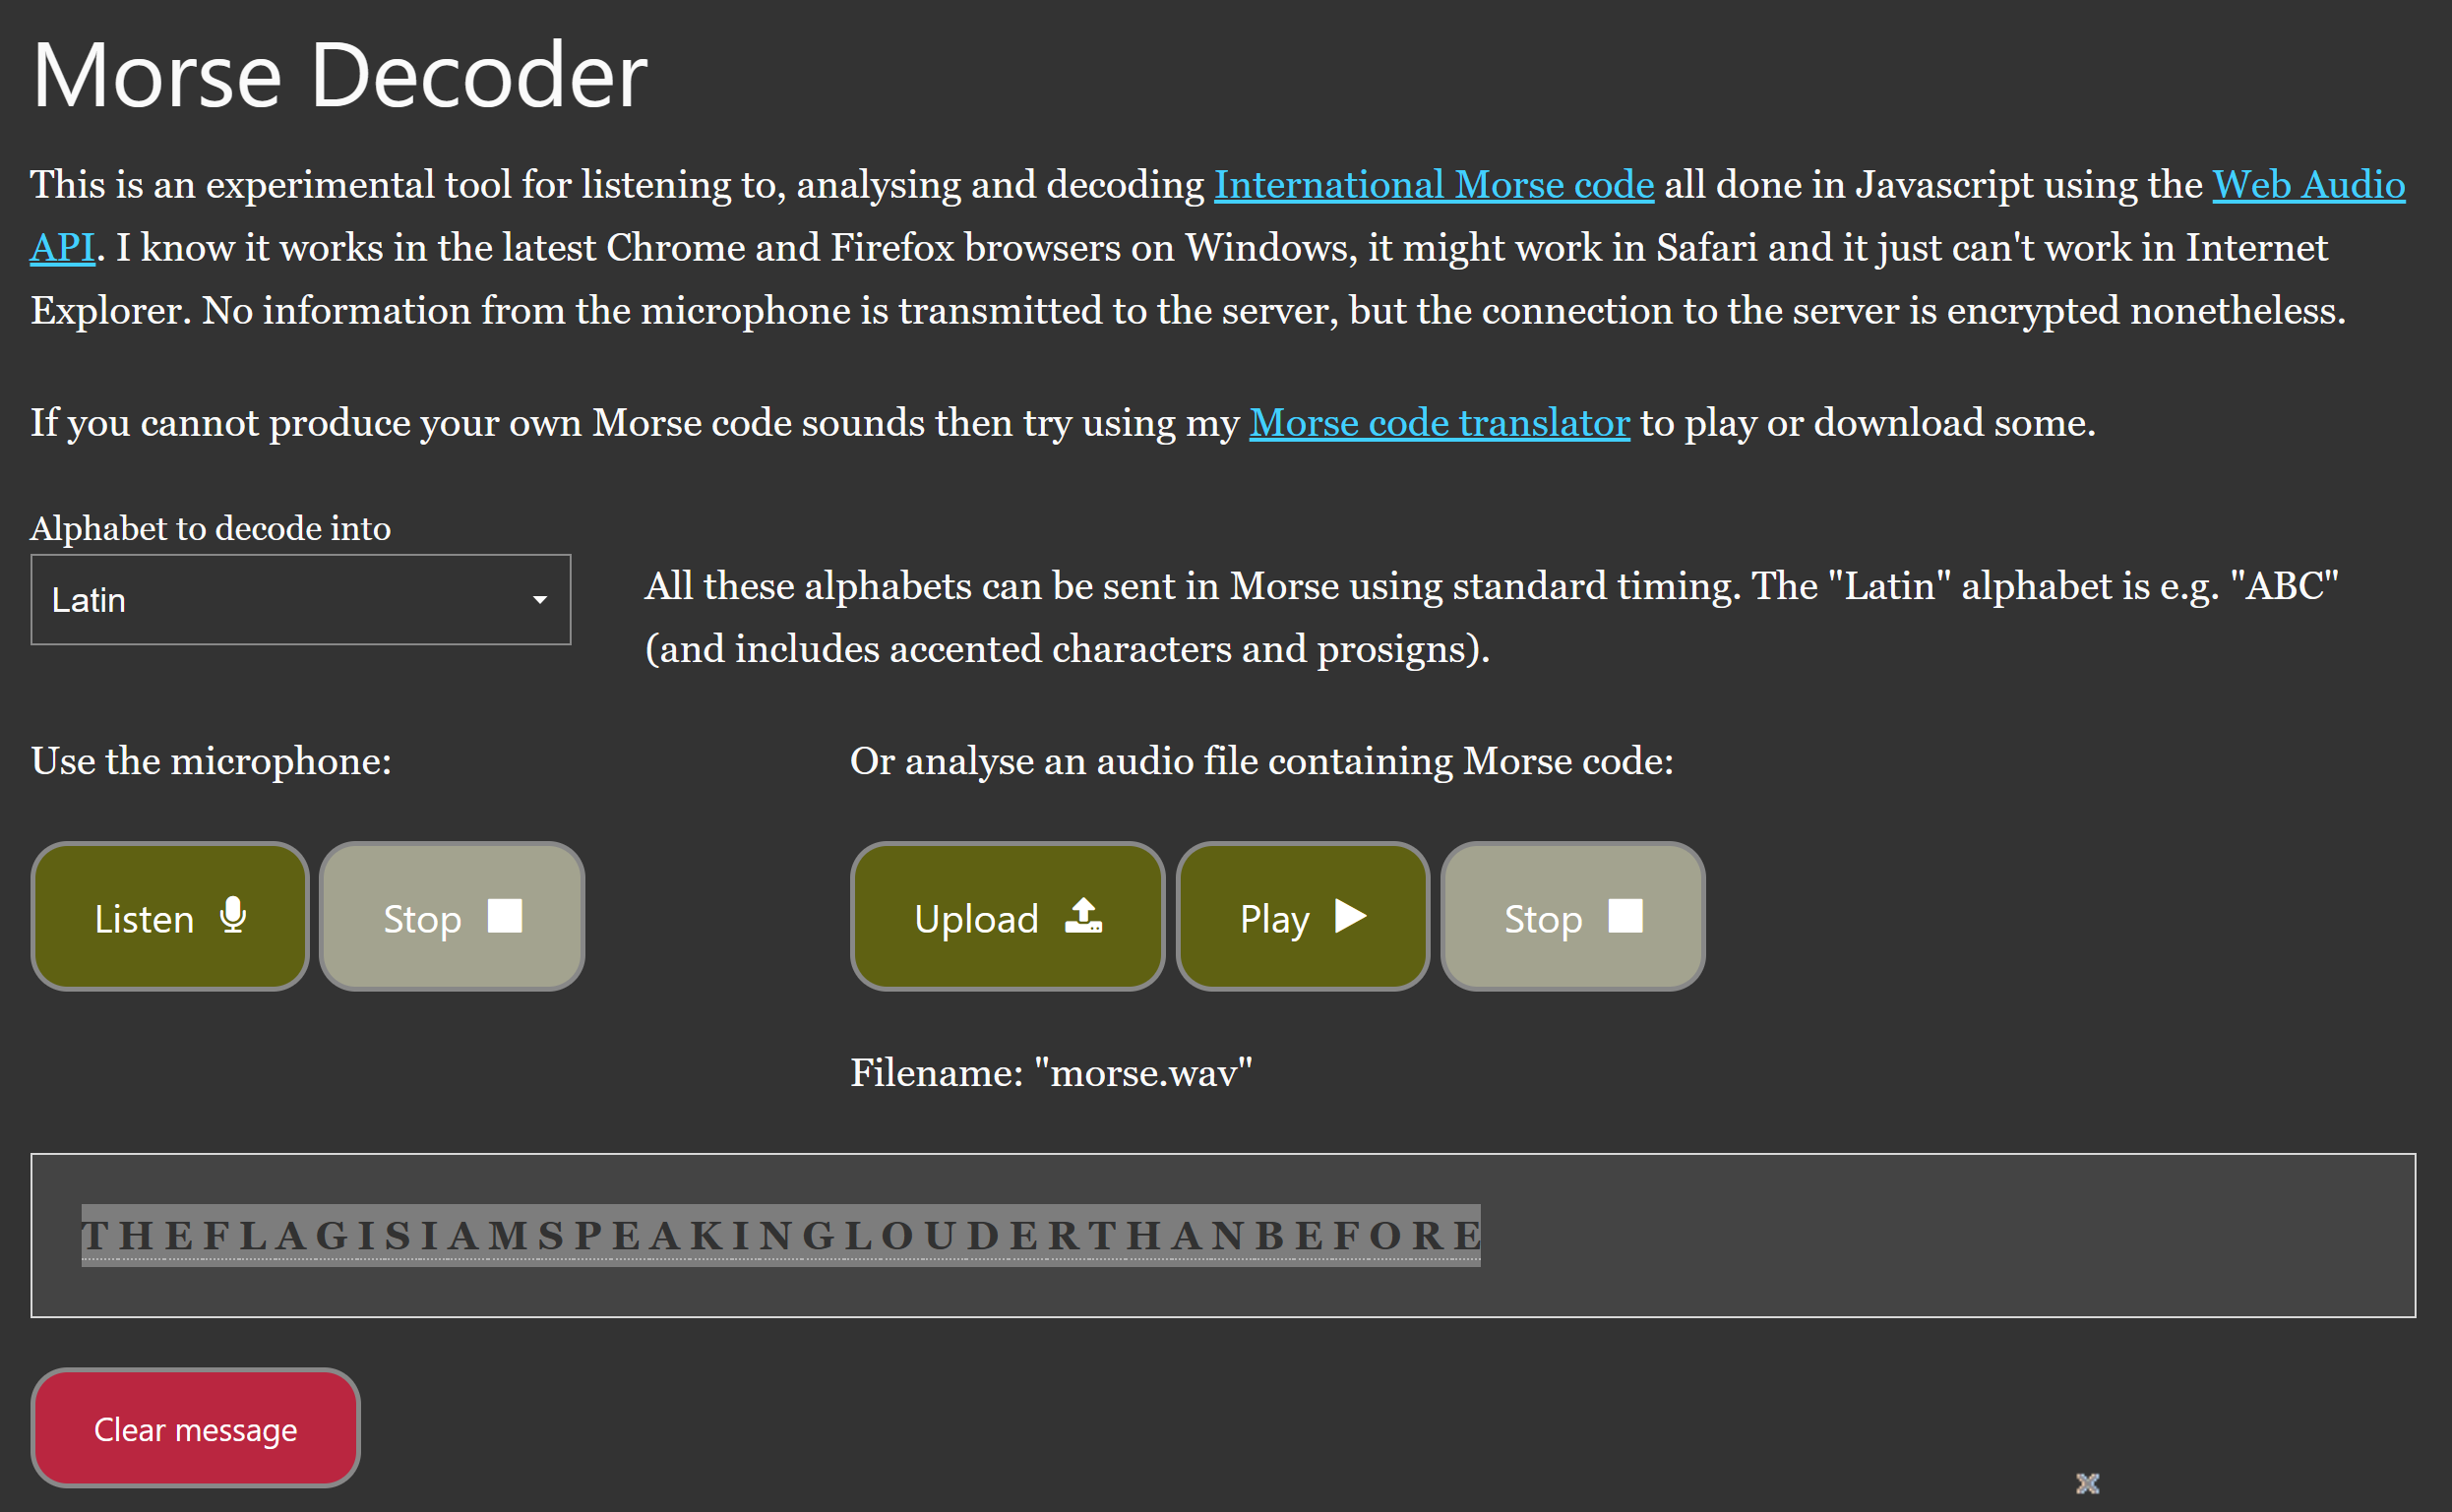 Morse Decoder
This is an experimental tool for listening to, analysing and decoding International Morse code all done in Javascript using the Web Audio
API. I know it works in the latest Chrome and Firefox browsers on Windows, it might work in Safari and it just can't work in Internet
Explorer. No information from the microphone is transmitted to the server, but the connection to the server is encrypted nonetheless.
If you cannot produce your own Morse code sounds then try using my Morse code translator to play or download some.
Alphabet to decode into
Latin
All these alphabets can be sent in Morse using standard timing. The "Latin" alphabet is e.g. "ABC"
(and includes accented characters and prosigns).
Use the microphone:
Or analyse an audio file containing Morse code:
Listen Stop
Upload Play Stop
Filename: "morse.wav"
T H E F L A G I S I A M S P E A K I N G L O U D E R T H A N B E F O R E
Clear message